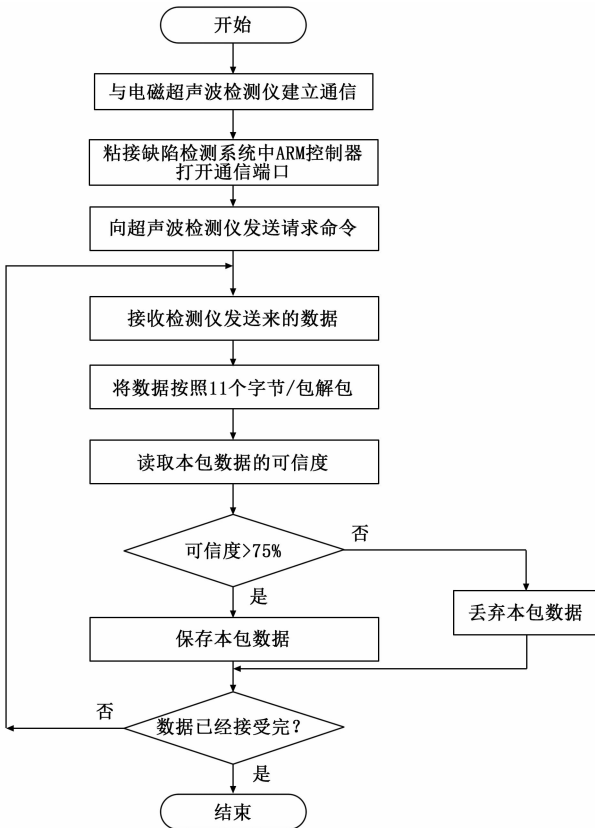 开始
与电磁超声波检测仪建立通信
粘接缺陷检测系统中ARM控制器
打开通信端口
向超声波检测仪发送请求命令
接收检测仪发送来的数据
将数据按照11个字节/包解包
读取本包数据的可信度
可信度>75%
否
是
丢弃本包数据
保存本包数据
否
数据已经接受完?
是
结束